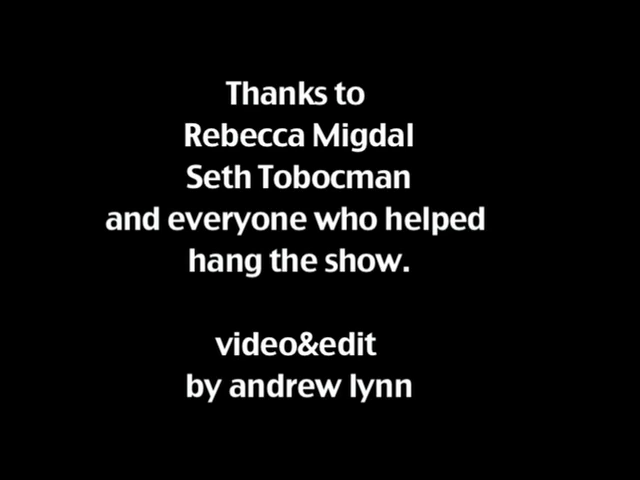 Thanks to
Rebecca Migdal
Seth Tobocman
and everyone who helped
hang the show.
video&edit
by andrew lynn